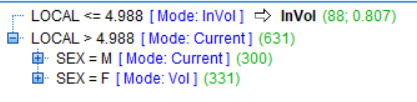 LOCAL <= 4.988 [ Mode: InVol ] ⇨ InVol (88; 0.807)
LOCAL > 4.988 [ Mode: Current ] (631)
SEX = M [ Mode: Current ] (300)
SEX = F [ Mode: Vol ] (331)